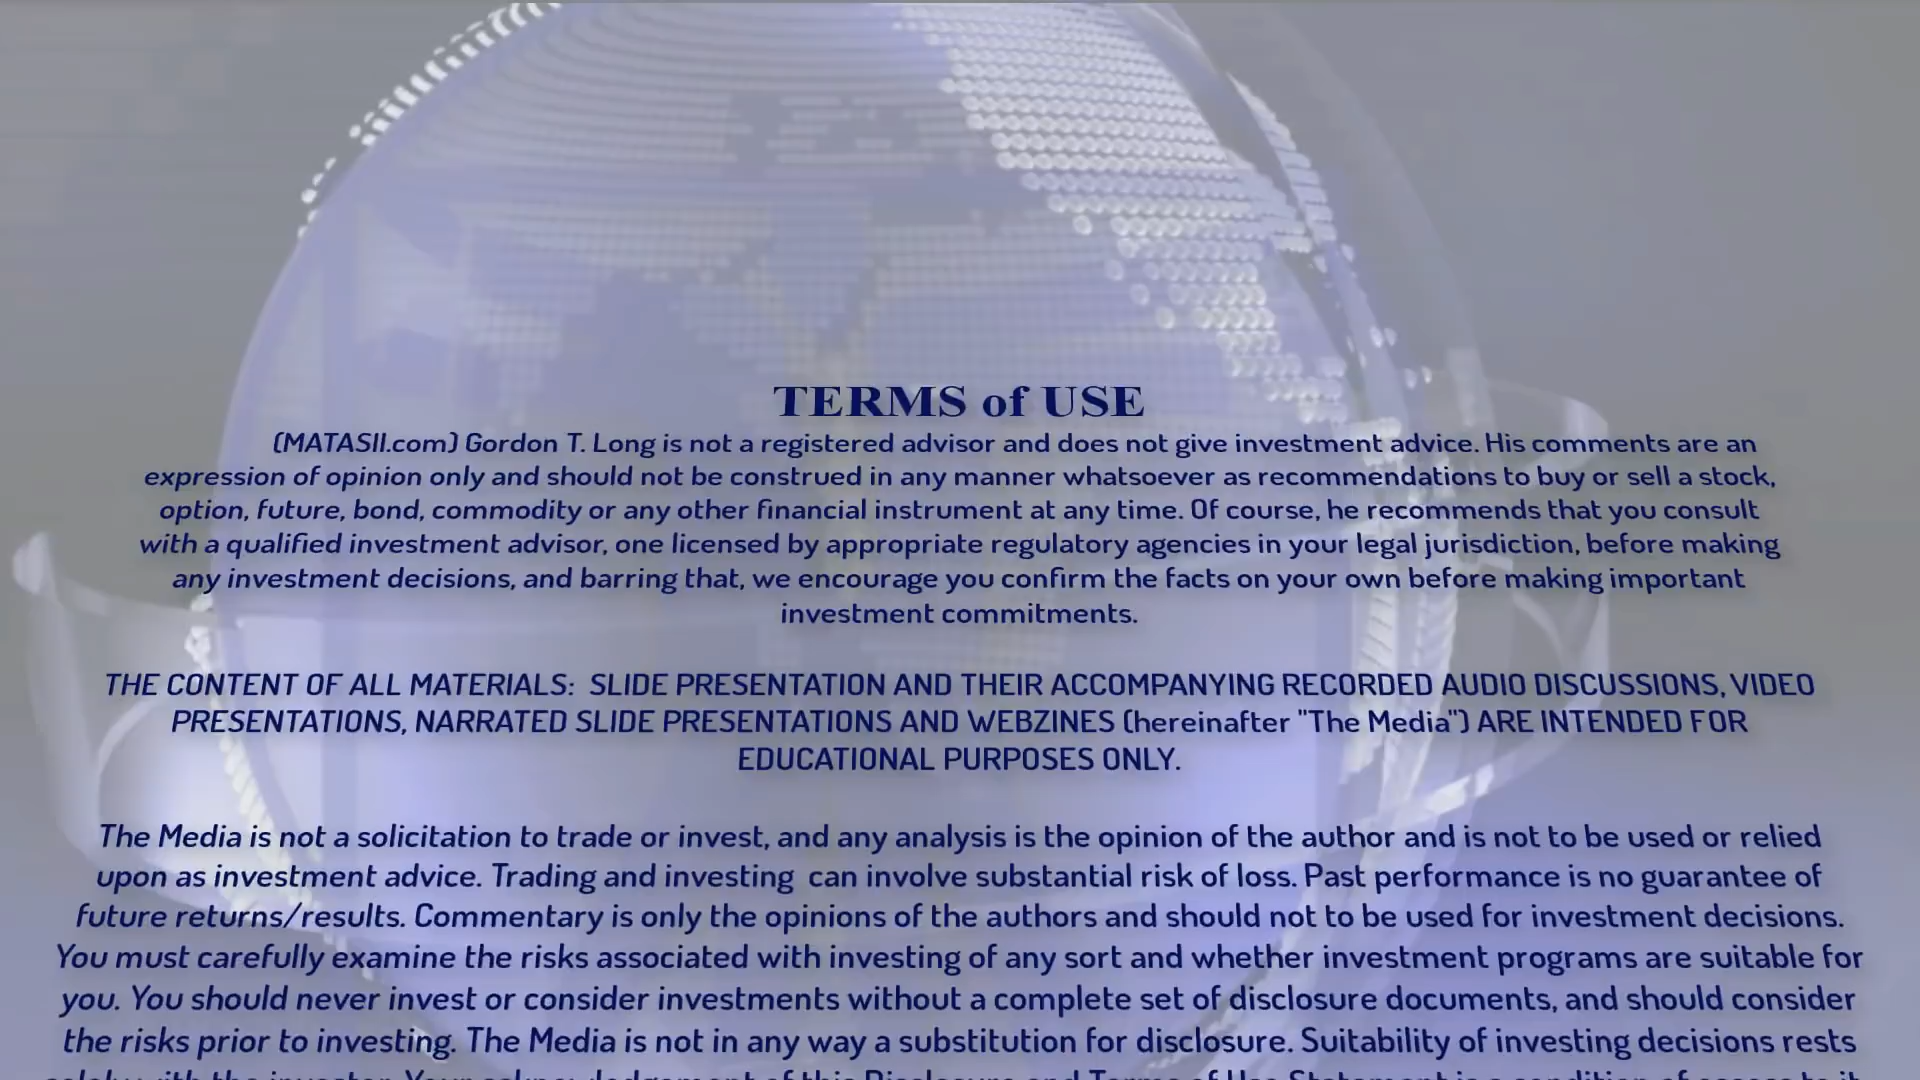 TERMS of USE
(MATASII.com) Gordon T. Long is not a registered advisor and does not give investment advice. His comments are an
expression of opinion only and should not be construed in any manner whatsoever as recommendations to buy or sell a stock,
option, future, bond, commodity or any other financial instrument at any time. Of course, he recommends that you consult
with a qualified investment advisor, one licensed by appropriate regulatory agencies in your legal jurisdiction, before making
any investment decisions, and barring that, we encourage you confirm the facts on your own before making important
investment commitments.
THE CONTENT OF ALL MATERIALS: SLIDE PRESENTATION AND THEIR ACCOMPANYING RECORDED AUDIO DISCUSSIONS, VIDEO
PRESENTATIONS, NARRATED SLIDE PRESENTATIONS AND WEBZINES (hereinafter "The Media") ARE INTENDED FOR
EDUCATIONAL PURPOSES ONLY.
The Media is not a solicitation to trade or invest, and any analysis is the opinion of the author and is not to be used or relied
upon as investment advice. Trading and investing can involve substantial risk of loss. Past performance is no guarantee of
future returns/results. Commentary is only the opinions of the authors and should not to be used for investment decisions.
You must carefully examine the risks associated with investing of any sort and whether investment programs are suitable for
you. You should never invest or consider investments without a complete set of disclosure documents, and should consider
the risks prior to investing. The Media is not in any way a substitution for disclosure. Suitability of investing decisions rests